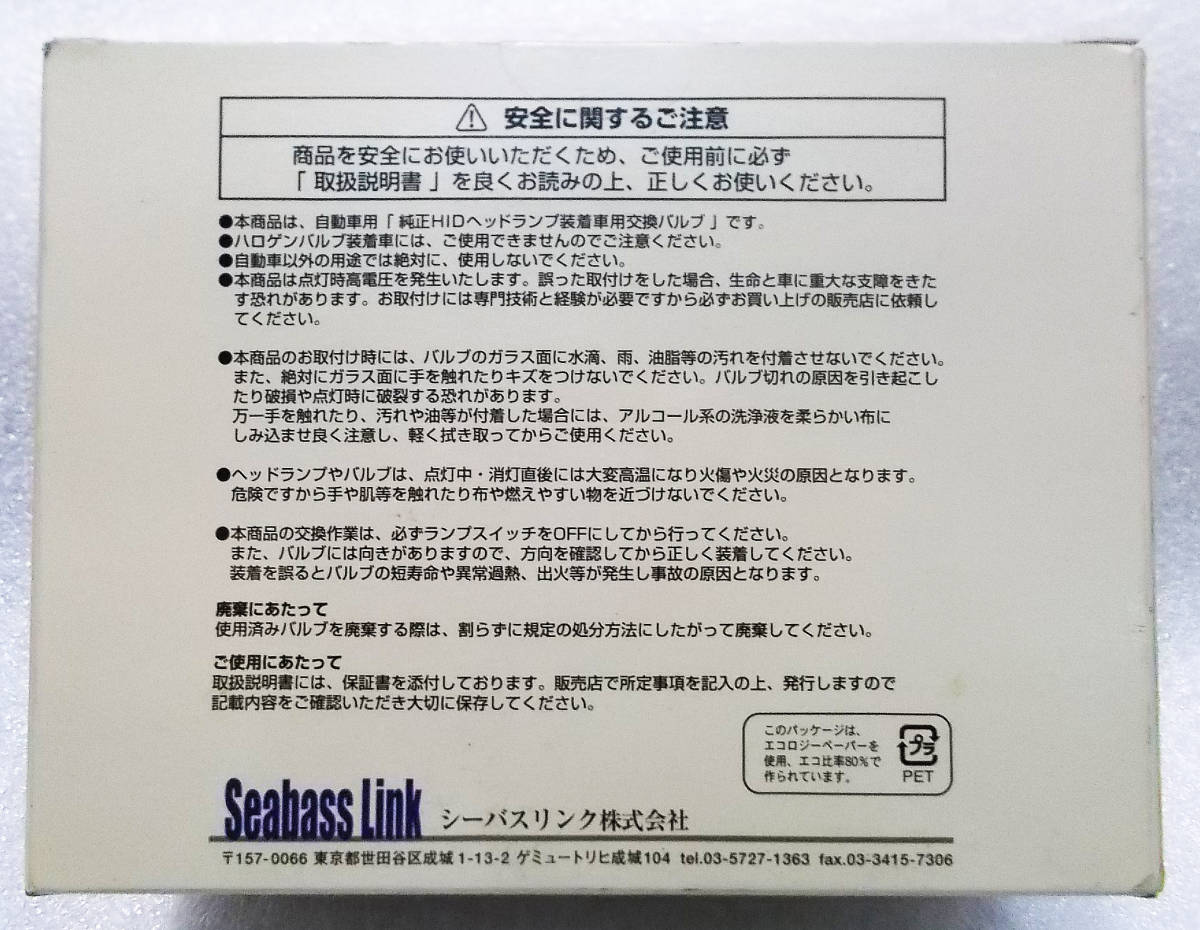 安全に関するご注意
商品を安全にお使いいただくため、ご使用前に必ず
「 取扱説明書 」を良くお読みの上、正しくお使いください。
●本商品は、自動車用「 純正HIDヘッドランプ装着車用交換バルブ 」です。
●ハロゲンバルブ装着車には、ご使用できませんのでご注意ください。
●自動車以外の用途では絶対に、使用しないでください。
●本商品は点灯時高電圧を発生いたします。誤った取付けをした場合、生命と車に重大な支障をきた
す恐れがあります。お取付けには専門技術と経験が必要ですから必ずお買い上げの販売店に依頼し
てください。
●本商品のお取付け時には、バルブのガラス面に水滴、雨、油脂等の汚れを付着させないでください。
また、絶対にガラス面に手を触れたりキズをつけないでください。バルブ切れの原因を引き起こし
たり破損や点灯時に破裂する恐れがあります。
万一手を触れたり、汚れや油等が付着した場合には、アルコール系の洗浄液を柔らかい布に
しみ込ませ良く注意し、軽く拭き取ってからご使用ください。
●ヘッドランプやバルブは、点灯中・消灯直後には大変高温になり火傷や火災の原因となります。
危険ですから手や肌等を触れたり布や燃えやすい物を近づけないでください。
●本商品の交換作業は、必ずランプスイッチをOFFにしてから行ってください。
また、バルブには向きがありますので、方向を確認してから正しく装着してください。
装着を誤るとバルブの短寿命や異常過熱、出火等が発生し事故の原因となります。
廃棄にあたって
使用済みバルブを廃棄する際は、割らずに規定の処分方法にしたがって廃棄してください。
ご使用にあたって
取扱説明書には、保証書を添付しております。販売店で所定事項を記入の上、発行しますので
記載内容をご確認いただき大切に保存してください。
このパッケージは、
エコロジーペーパーを
使用、エコ比率80%で
作られています。
プラ
PET
Seabass Link シーバスリンク株式会社
〒157-0066 東京都世田谷区成城1-13-2 ゲミュートリヒ成城104 tel.03-5727-1363 fax.03-3415-7306